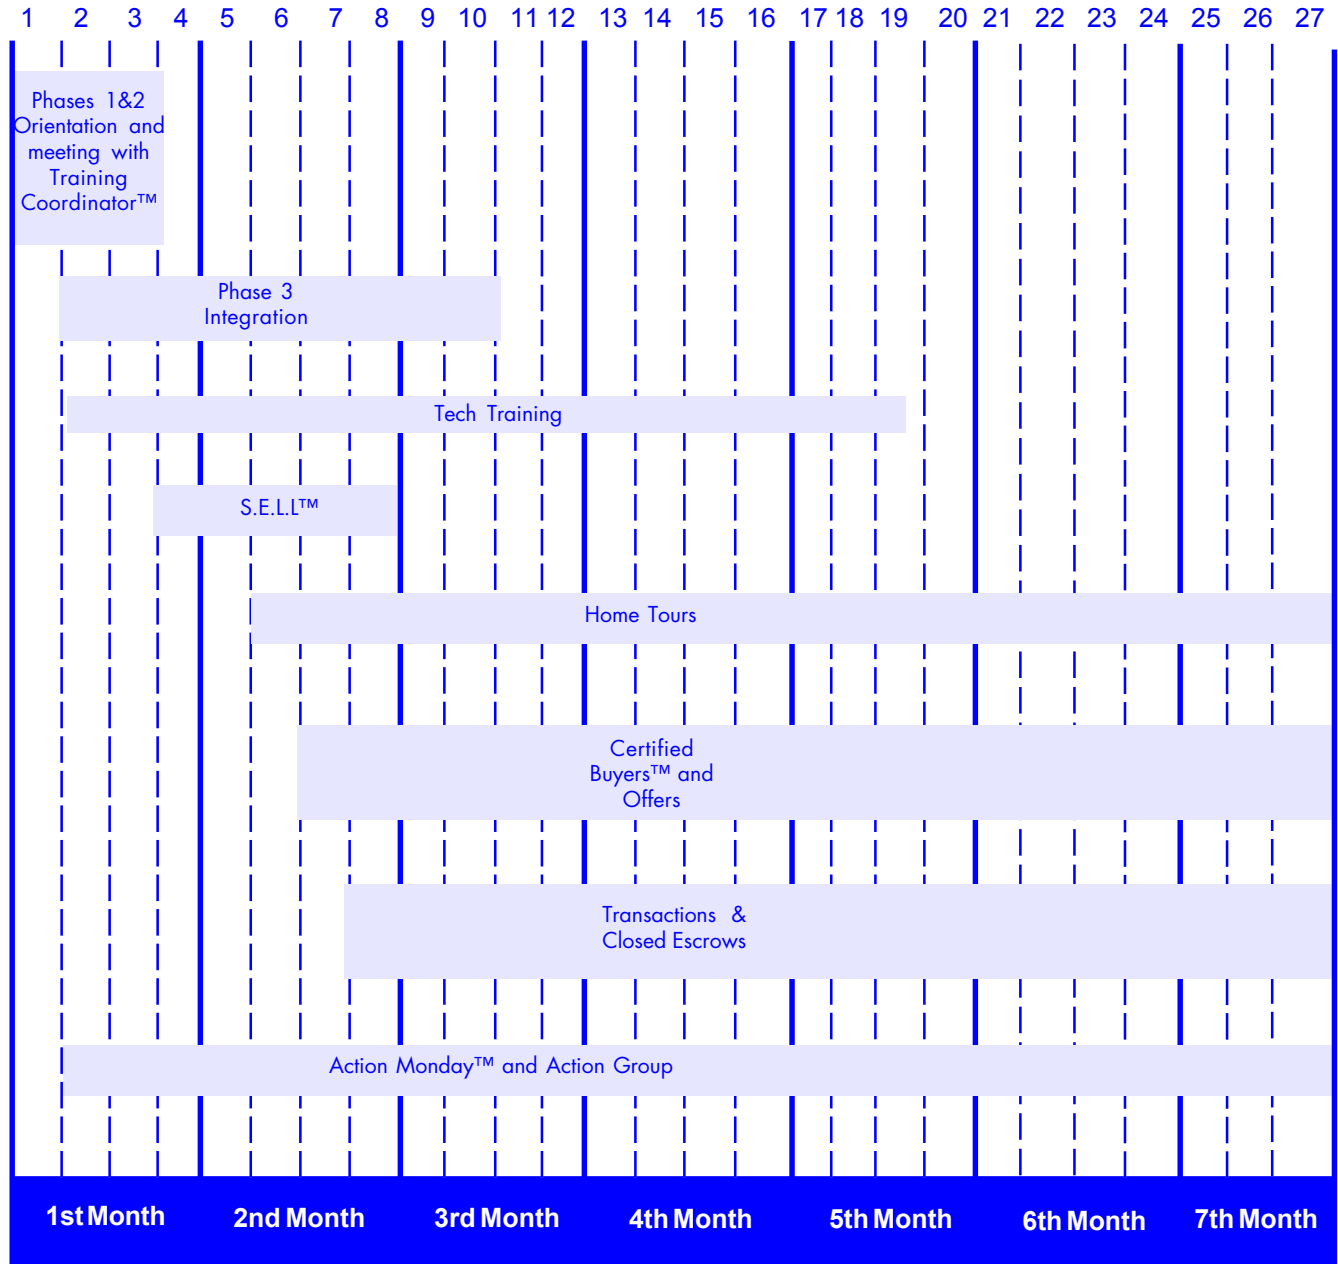 1 2 3 4 5 6 7 8 9 10 11 12 13 14 15 16 17 18 19 20 21 22 23 24 25 26 27
Phases 1&2
Orientation and
meeting with
Training
Coordinator™
Phase 3
Integration
Tech Training
S.E.L.L™
Home Tours
Certified
Buyers™ and
Offers
Transactions &
Closed Escrows
Action Monday™ and Action Group
1st Month 2nd Month 3rd Month 4th Month 5th Month 6th Month 7th Month